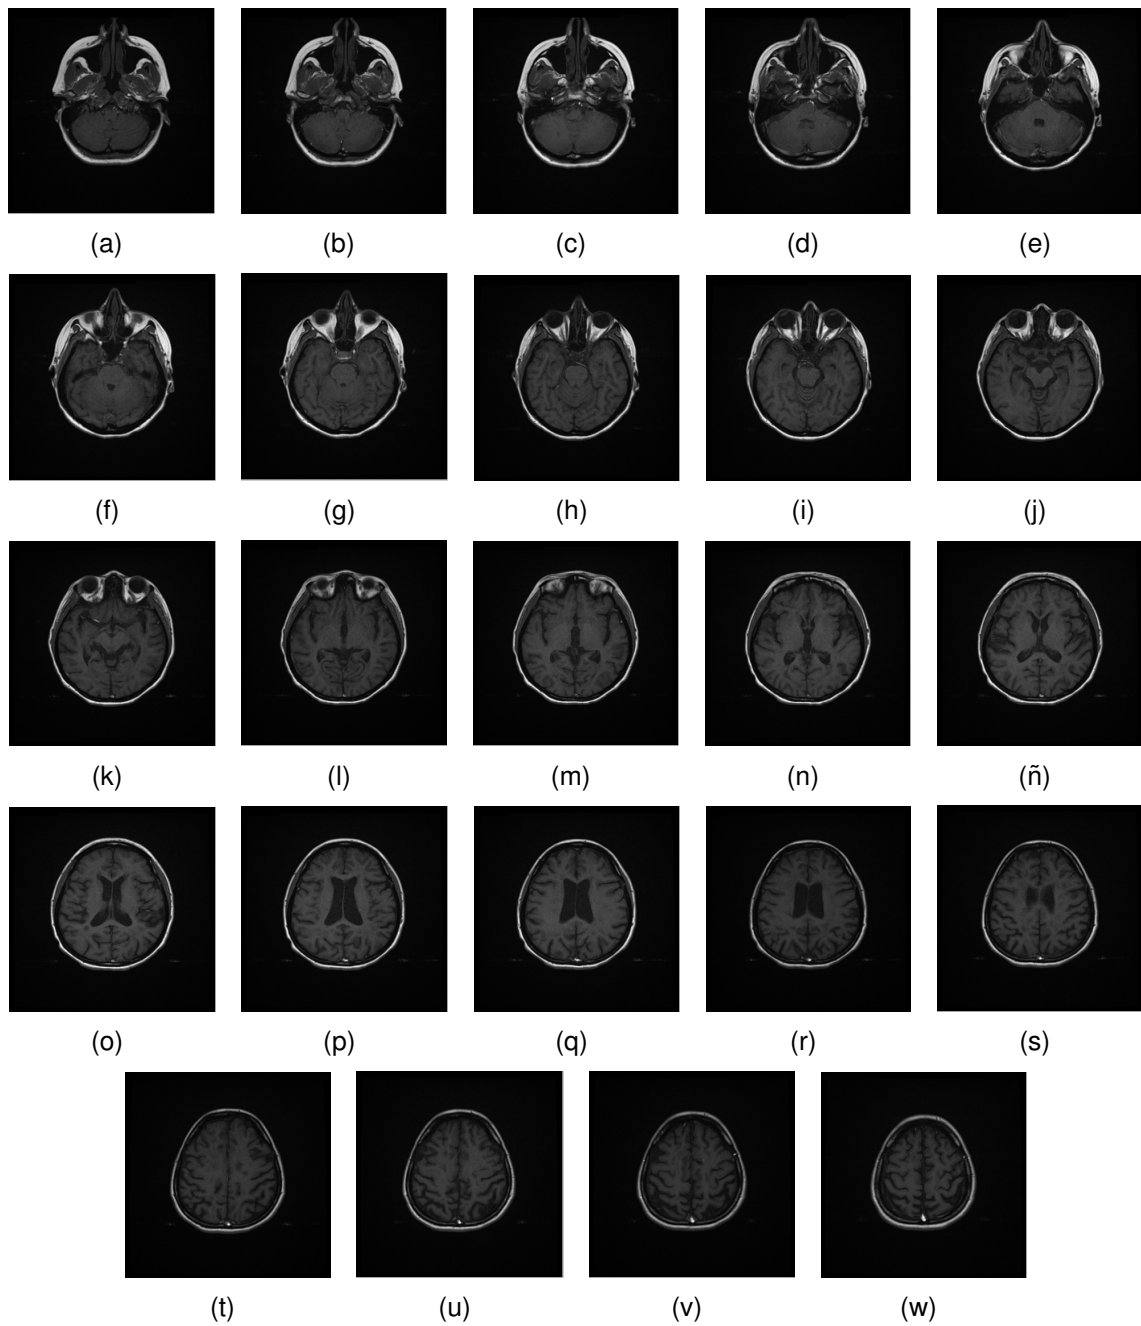 (a) (b) (c) (d) (e)
(f) (g) (h) (i) (j)
(k) (l) (m) (n) (ñ)
(o) (p) (q) (r) (s)
(t) (u) (v) (w)